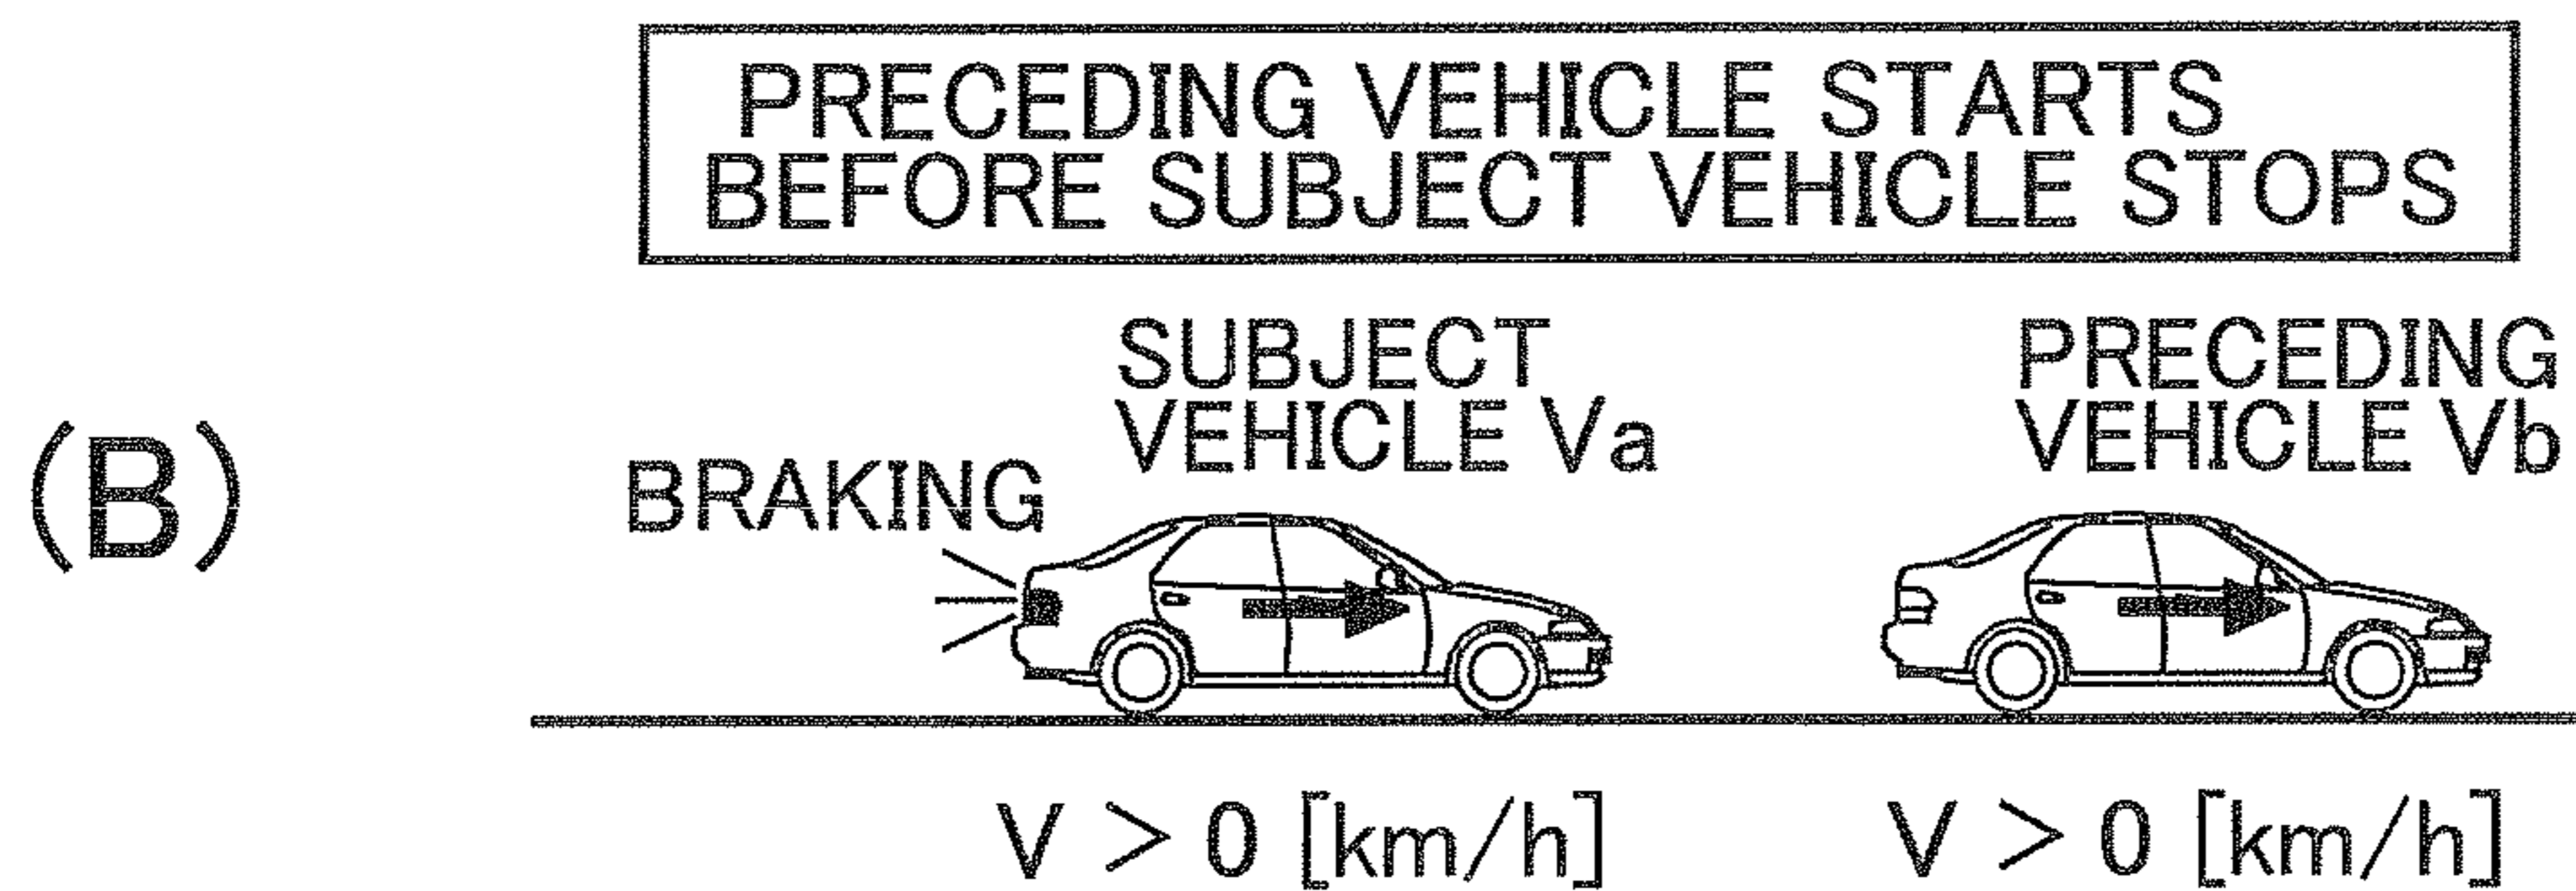 PRECEDING VEHICLE STARTS
BEFORE SUBJECT VEHICLE STOPS
(B)
BRAKING
SUBJECT
VEHICLE Va
PRECEDING
VEHICLE Vb
V > 0 [km/h]
V > 0 [km/h]